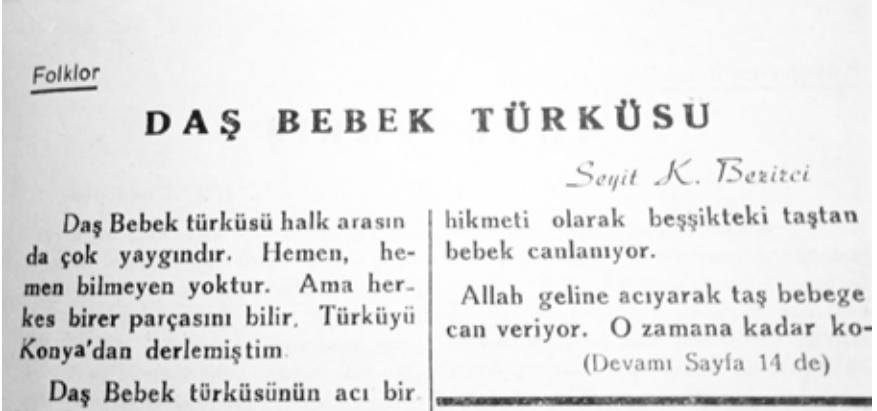 Folklor
DAŞ BEBEK TÜRKÜSU
Seyit K. Bezirci
Daş Bebek türküsü halk arasın
da çok yaygındır. Hemen, he-
men bilmeyen yoktur. Ama her-
kes birer parçasını bilir. Türküyü
Konya'dan derlemiştim.
Daş Bebek türküsünün acı bir
hikmeti olarak beşşikteki taştan
bebek canlanıyor.
Allah geline acıyarak taş bebege
can veriyor. O zamana kadar ko-
(Devamı Sayfa 14 de)